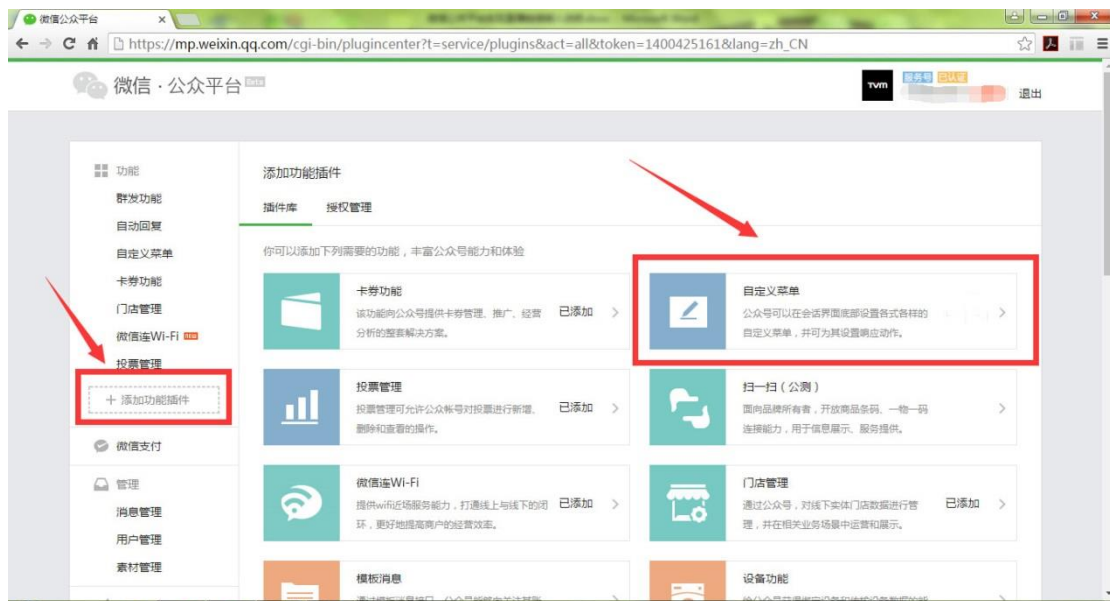 微信公众平台
https://mp.weixin.qq.com/cgi-bin/plugincenter?t=service/plugins&act=all&token=1400425161&lang=zh_CN
微信·公众平台 Beta
TVM
服务号 已认证
退出
功能
群发功能
自动回复
自定义菜单
卡券功能
门店管理
微信连Wi-Fi NEW
投票管理
+ 添加功能插件
微信支付
管理
消息管理
用户管理
素材管理
添加功能插件
插件库 授权管理
你可以添加下列需要的功能，丰富公众号能力和体验
卡券功能
该功能向公众号提供卡券管理、推广、经营
分析的整套解决方案。
已添加
自定义菜单
公众号可以在会话界面底部设置各式各样的
自定义菜单，并可为其设置响应动作。
投票管理
投票管理可允许公众帐号对投票进行新增、
删除和查看的操作。
已添加
扫一扫（公测）
面向品牌所有者，开放商品条码、一物一码
连接能力，用于信息展示、服务提供。
微信连Wi-Fi
提供wifi近场服务能力，打通线上与线下的闭
环，更好地提高商户的经营效率。
已添加
门店管理
通过公众号，对线下实体门店数据进行管
理，并在相关业务场景中运营和展示。
已添加
模板消息
设备功能